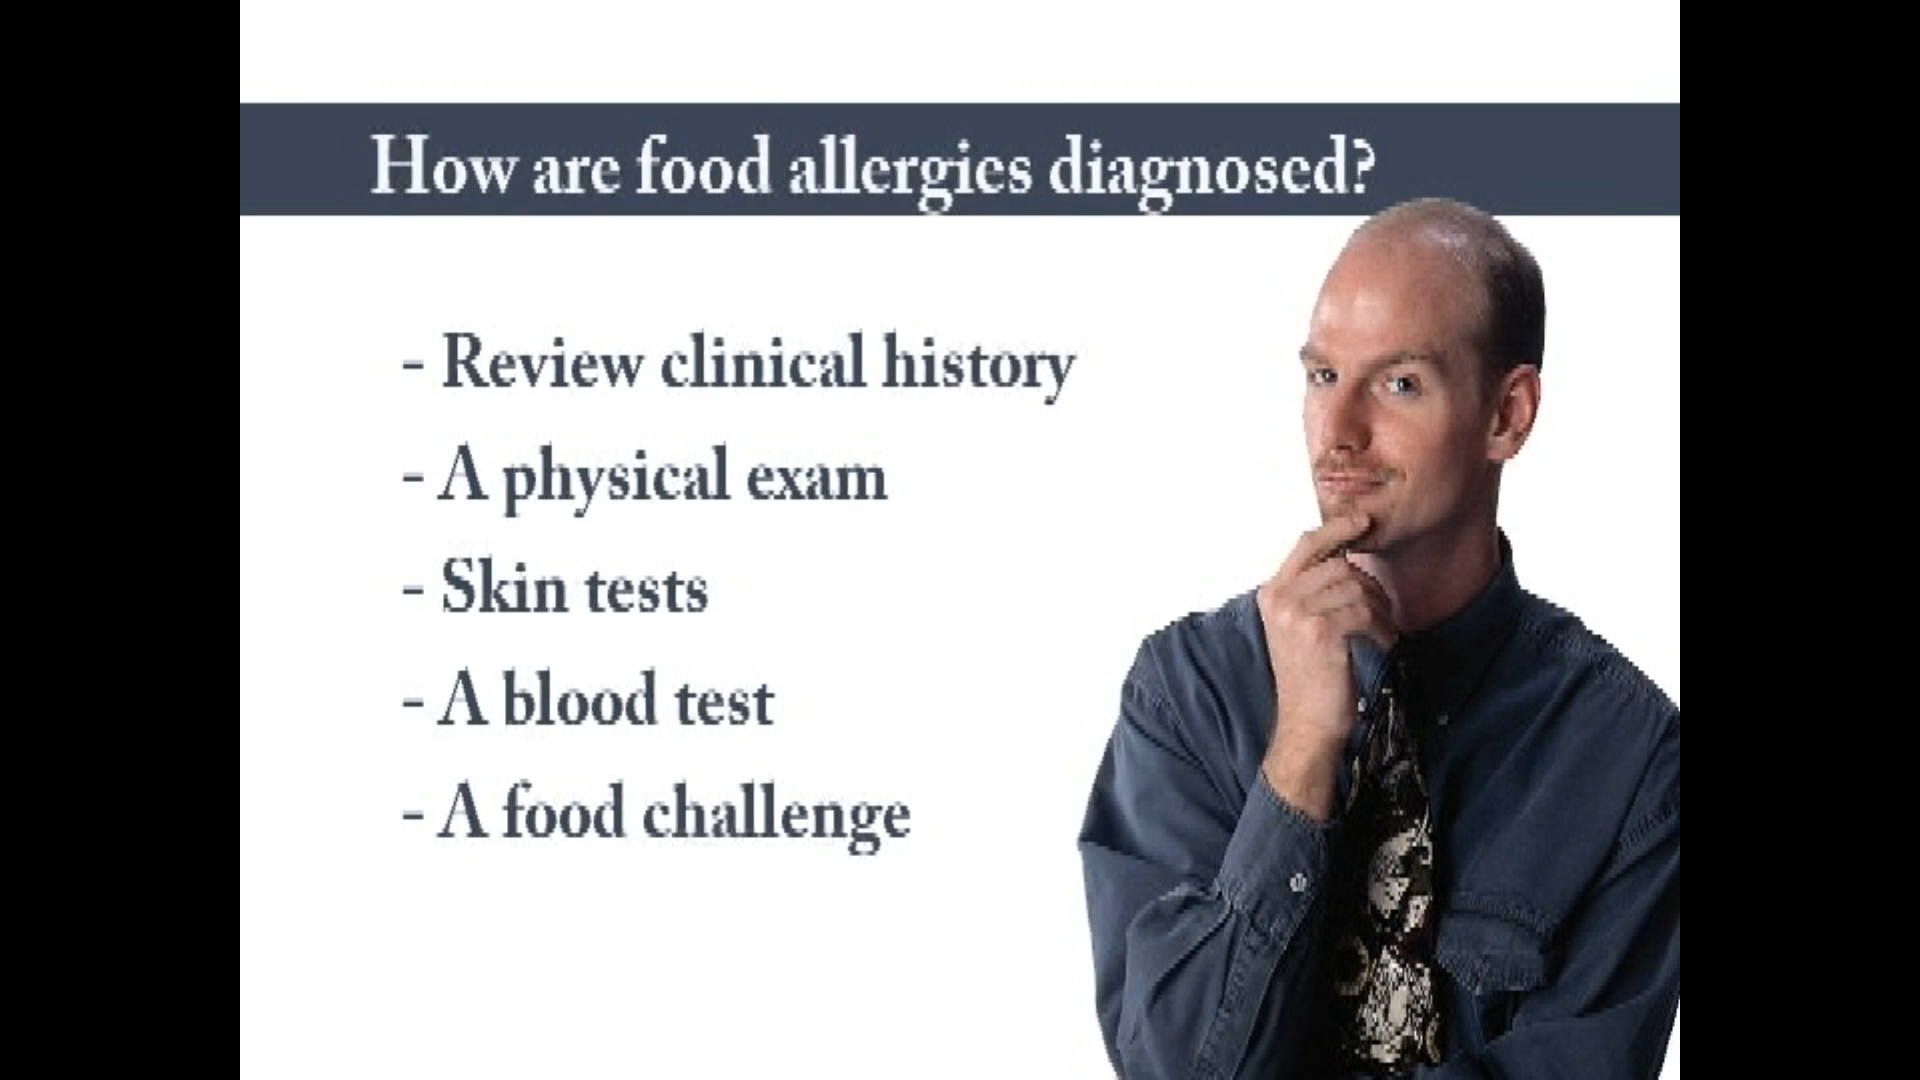 How are food allergies diagnosed?
- Review clinical history
- A physical exam
- Skin tests
- A blood test
- A food challenge